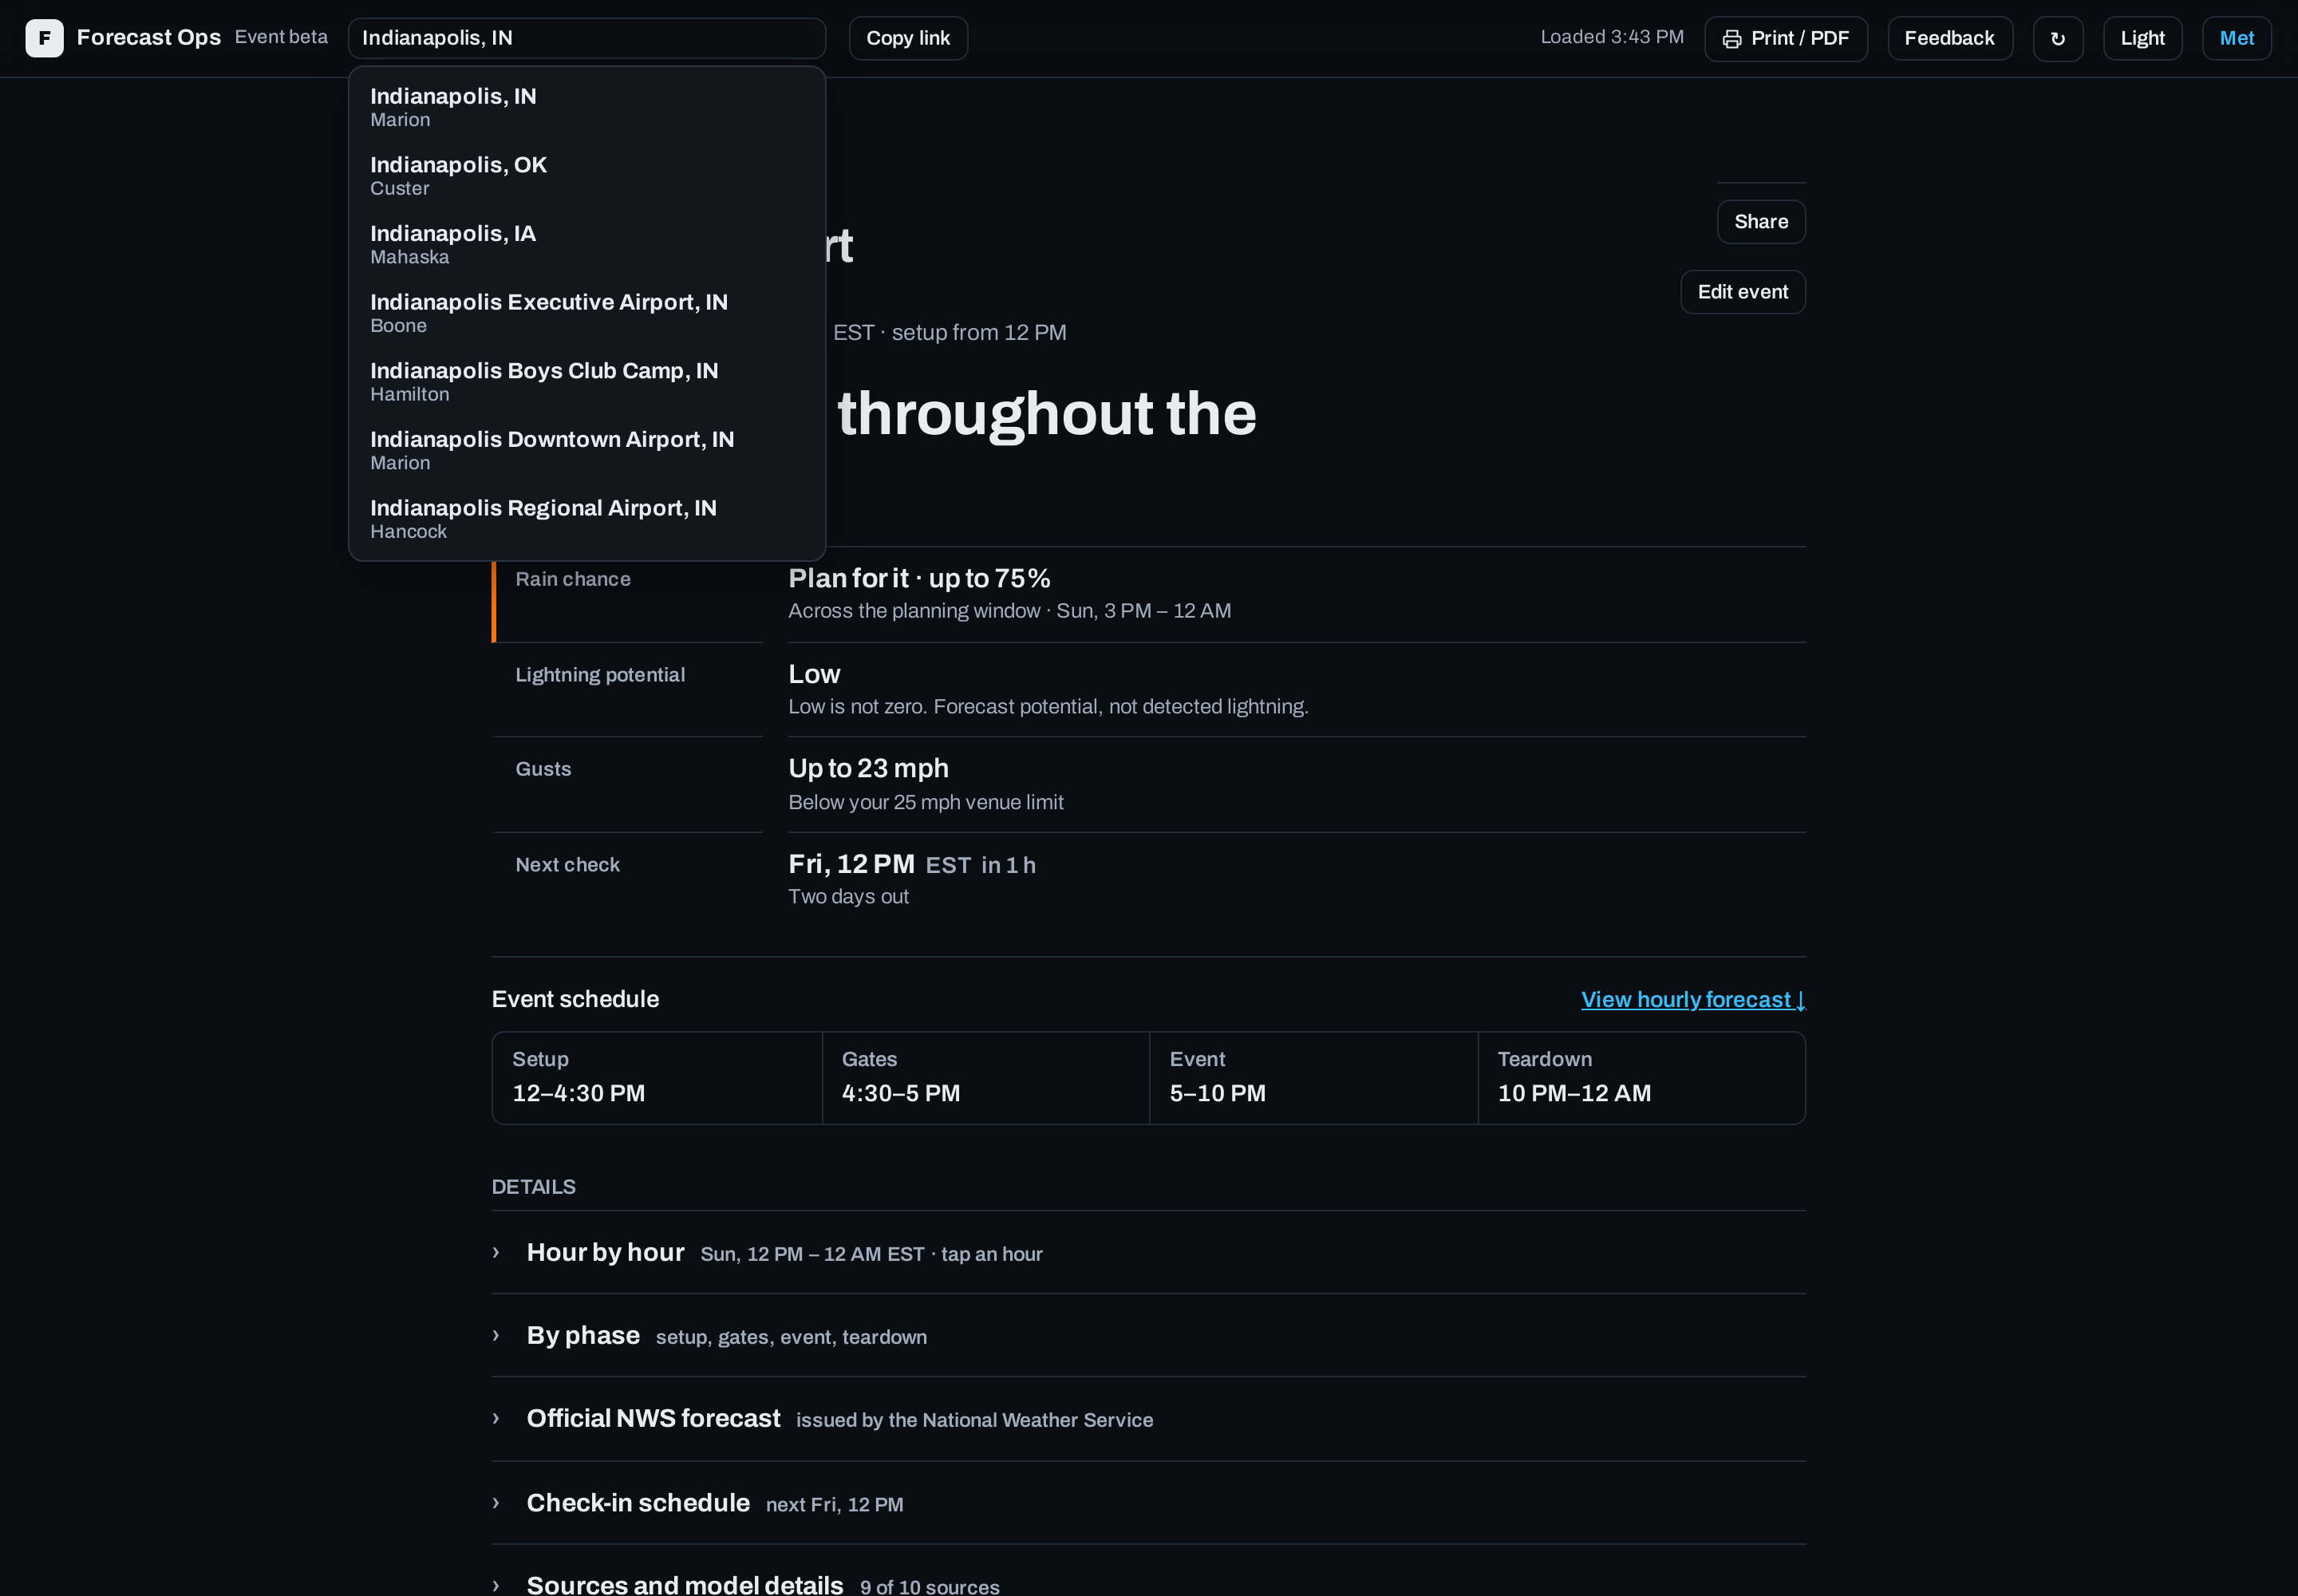 F Forecast Ops Event beta Indianapolis, IN Copy link Loaded 3:43 PM Print / PDF Feedback ↻ Light Met
Indianapolis, IN
Marion
Indianapolis, OK
Custer
Indianapolis, IA
Mahaska
Indianapolis Executive Airport, IN
Boone
Indianapolis Boys Club Camp, IN
Hamilton
Indianapolis Downtown Airport, IN
Marion
Indianapolis Regional Airport, IN
Hancock
Share
Edit event
EST · setup from 12 PM
throughout the
Rain chance
Plan for it · up to 75%
Across the planning window · Sun, 3 PM – 12 AM
Lightning potential
Low
Low is not zero. Forecast potential, not detected lightning.
Gusts
Up to 23 mph
Below your 25 mph venue limit
Next check
Fri, 12 PM EST in 1 h
Two days out
Event schedule
View hourly forecast ↓
Setup
12–4:30 PM
Gates
4:30–5 PM
Event
5–10 PM
Teardown
10 PM–12 AM
DETAILS
› Hour by hour Sun, 12 PM – 12 AM EST · tap an hour
› By phase setup, gates, event, teardown
› Official NWS forecast issued by the National Weather Service
› Check-in schedule next Fri, 12 PM
› Sources and model details 9 of 10 sources